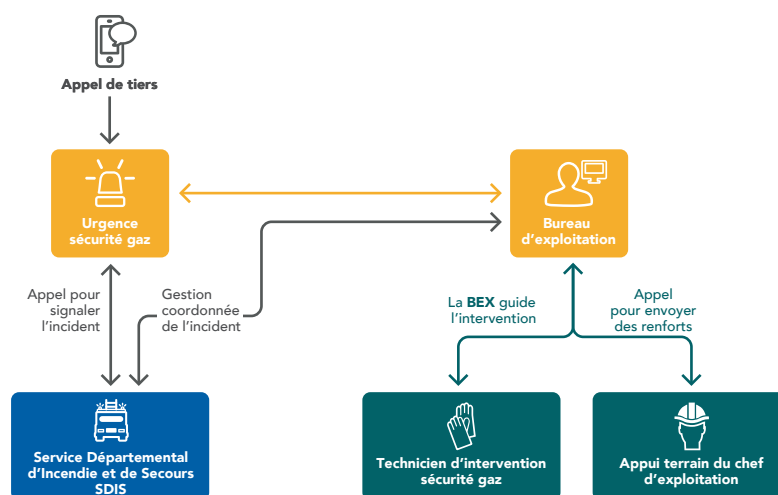 Appel de tiers
Urgence
sécurité gaz
Bureau
d'exploitation
Appel pour
signaler
l'incident
Gestion
coordonnée
de l'incident
La BEX guide
l'intervention
Appel
pour envoyer
des renforts
Service Départemental
d'Incendie et de Secours
SDIS
Technicien d'intervention
sécurité gaz
Appui terrain du chef
d'exploitation